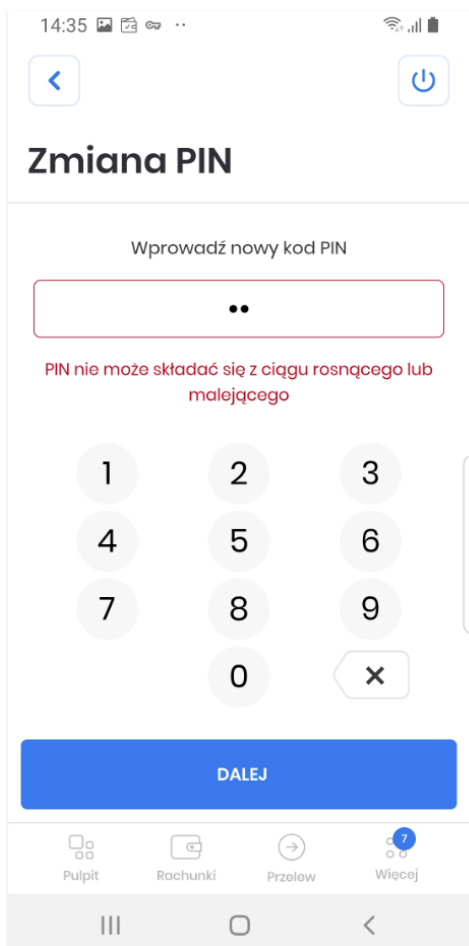 14:35
Zmiana PIN
Wprowadź nowy kod PIN
••
PIN nie może składać się z ciągu rosnącego lub
malejącego
1 2 3
4 5 6
7 8 9
0
DALEJ
7
Pulpit Rachunki Przelew Więcej